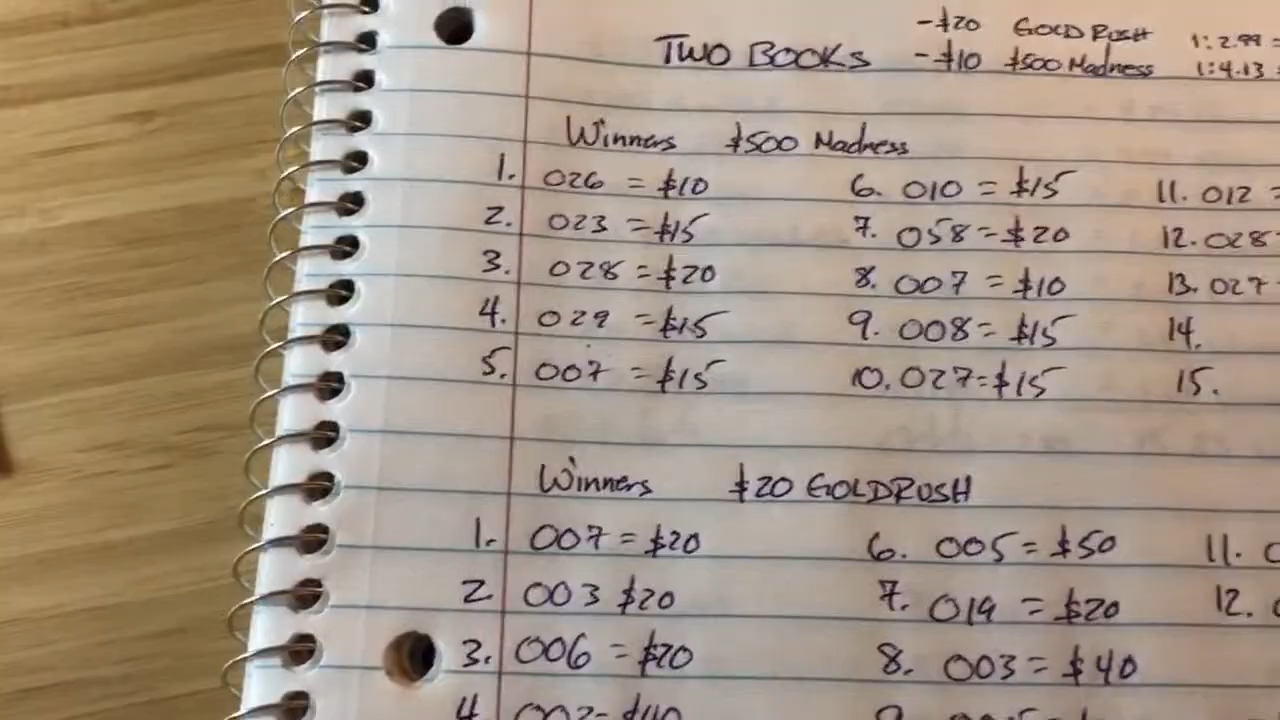 -$20 GOLD RUSH 1:2.99 =
TWO BOOKS -$10 $500 Madness 1:4.13 =
Winners $500 Madness
1. 026 = $10 6. 010 = $15 11. 012 =
2. 023 = $15 7. 058 = $20 12. 028
3. 028 = $20 8. 007 = $10 13. 027
4. 029 = $15 9. 008 = $15 14.
5. 007 = $15 10. 027 = $15 15.
Winners $20 GOLDRUSH
1. 007 = $20 6. 005 = $50 11.
2. 003 $20 7. 019 = $20 12.
3. 006 = $20 8. 003 = $40
4